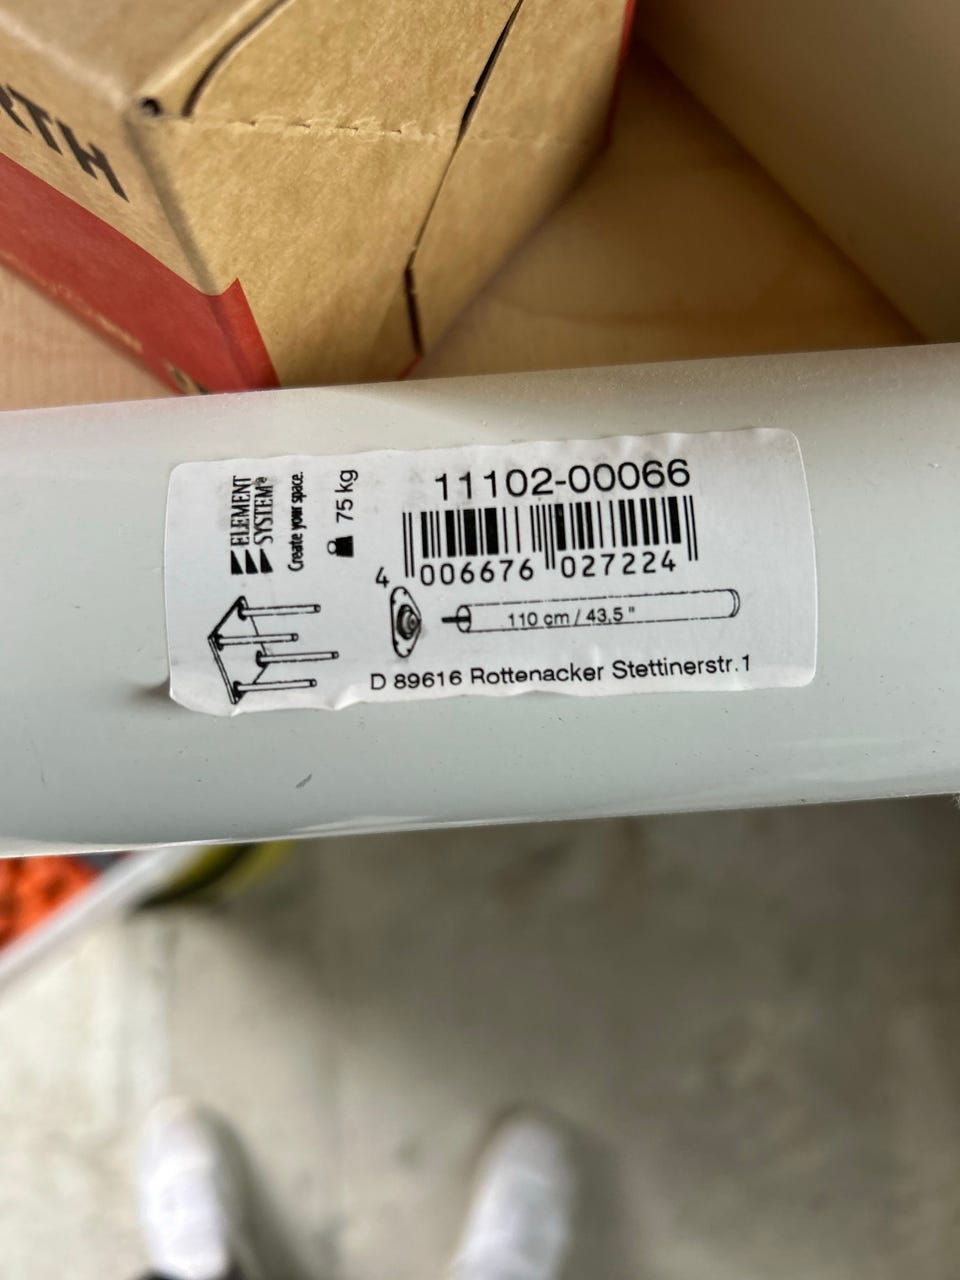 RTH
ELEMENT
SYSTEM®
Create your space.
75 kg
11102-00066
4 006676 027224
110 cm / 43,5 "
D 89616 Rottenacker Stettinerstr.1